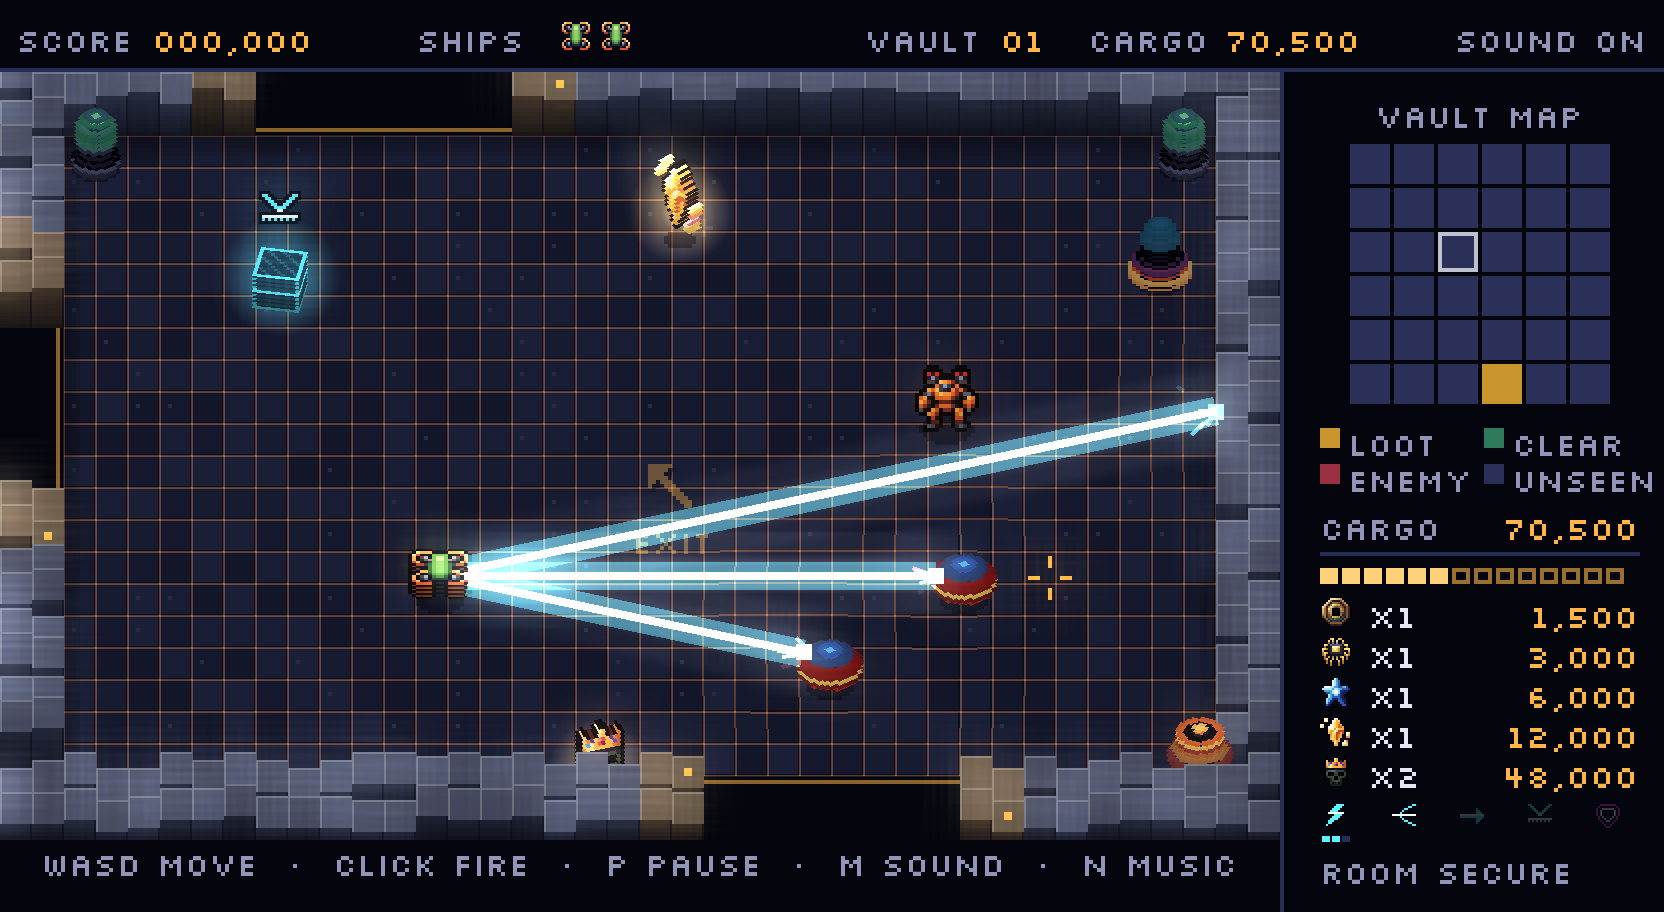 SCORE 000,000 SHIPS VAULT 01 CARGO 70,500 SOUND ON
VAULT MAP
LOOT CLEAR
ENEMY UNSEEN
EXIT
CARGO 70,500
X1 1,500
X1 3,000
X1 6,000
X1 12,000
X2 48,000
ROOM SECURE
WASD MOVE · CLICK FIRE · P PAUSE · M SOUND · N MUSIC